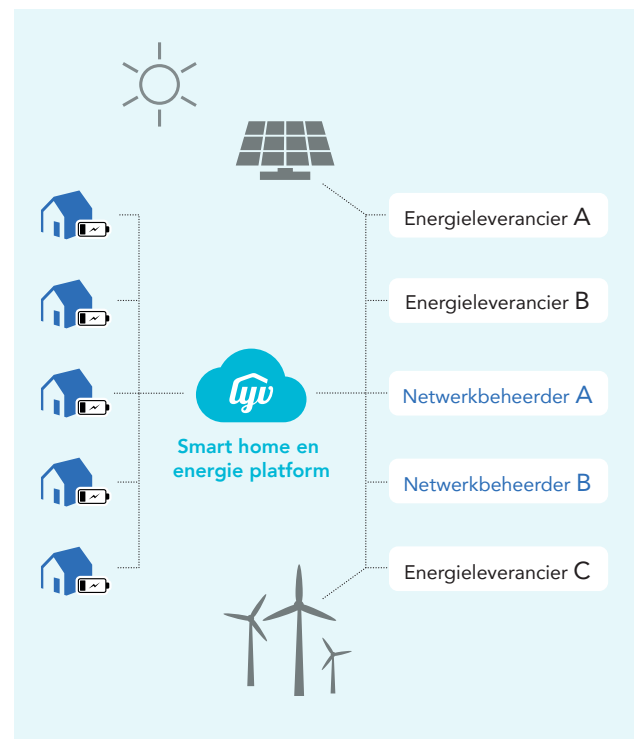 Energieleverancier A
Energieleverancier B
lyv
Netwerkbeheerder A
Smart home en
energie platform
Netwerkbeheerder B
Energieleverancier C